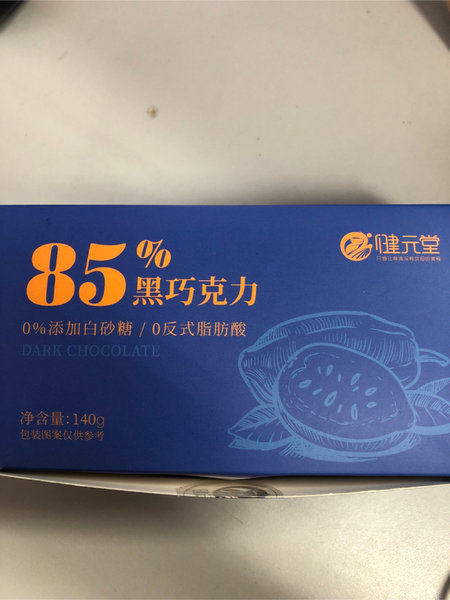 健元堂
85%
黑巧克力
0%添加白砂糖 / 0反式脂肪酸
DARK CHOCOLATE
净含量:140g
包装图案仅供参考